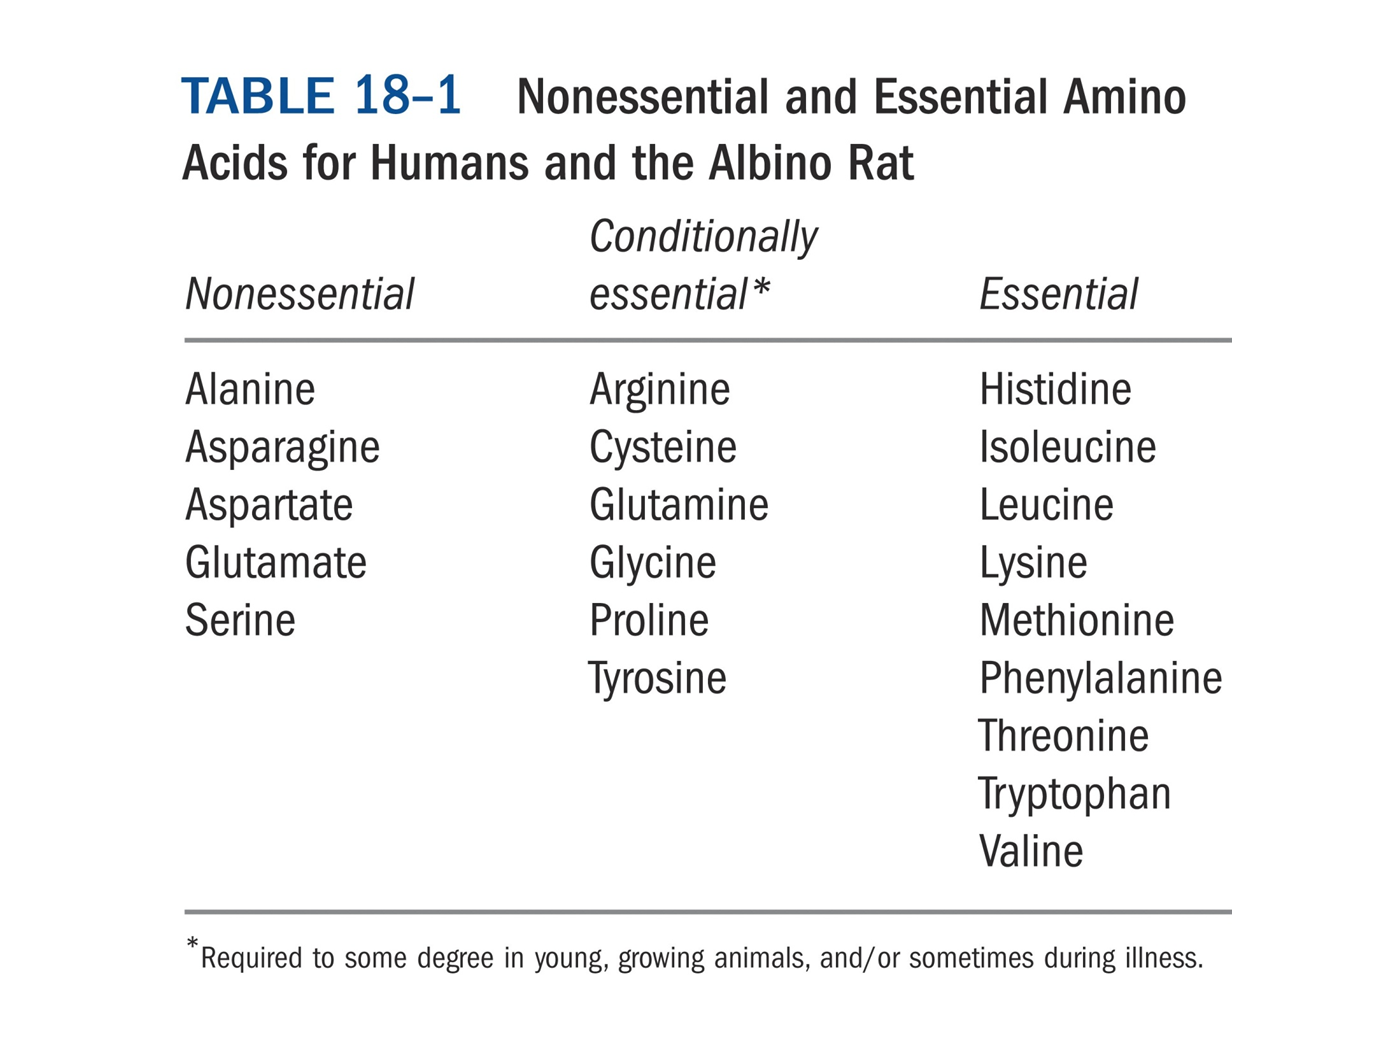 TABLE 18–1 Nonessential and Essential Amino
Acids for Humans and the Albino Rat
Nonessential Conditionally essential* Essential
Alanine Arginine Histidine
Asparagine Cysteine Isoleucine
Aspartate Glutamine Leucine
Glutamate Glycine Lysine
Serine Proline Methionine
Tyrosine Phenylalanine
Threonine
Tryptophan
Valine
*Required to some degree in young, growing animals, and/or sometimes during illness.